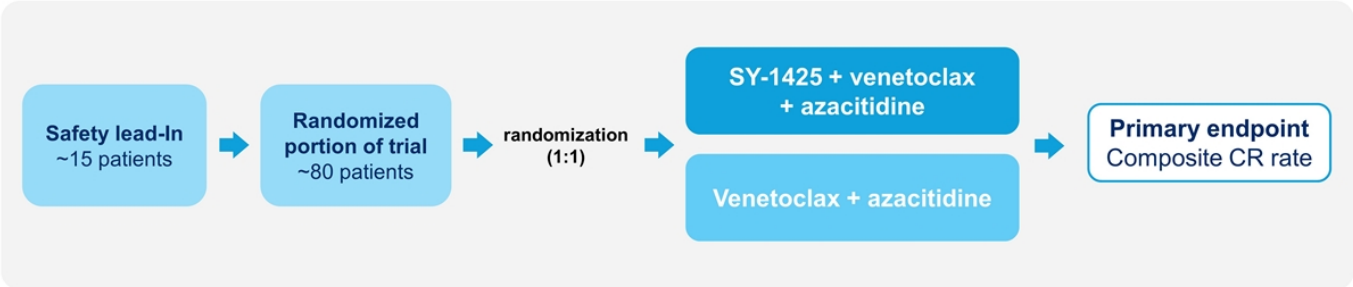 Safety lead-In
~15 patients
Randomized
portion of trial
~80 patients
randomization
(1:1)
SY-1425 + venetoclax
+ azacitidine
Venetoclax + azacitidine
Primary endpoint
Composite CR rate